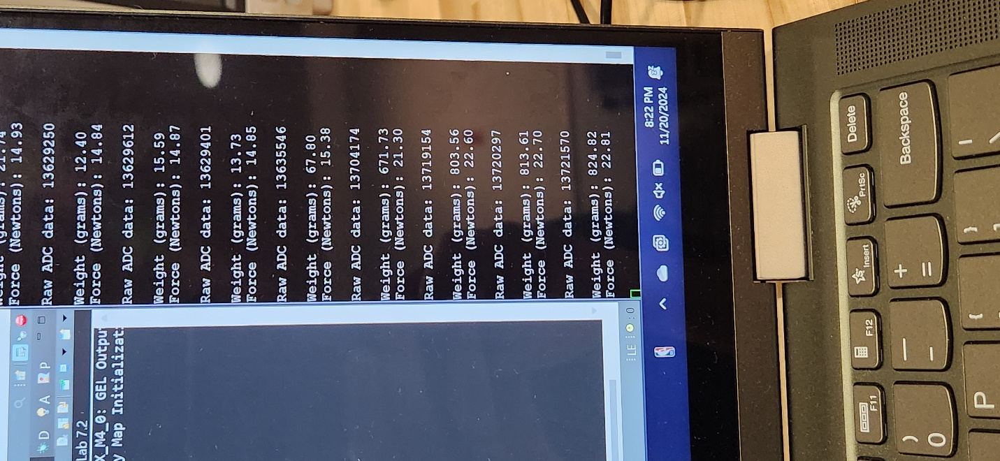 Force (Newtons): 14.93
Raw ADC data: 13629250
Weight (grams): 12.40
Force (Newtons): 14.84
Raw ADC data: 13629612
Weight (grams): 15.59
Force (Newtons): 14.87
Raw ADC data: 13629401
Weight (grams): 13.73
Force (Newtons): 14.85
Raw ADC data: 13635546
Weight (grams): 67.80
Force (Newtons): 15.38
Raw ADC data: 13704174
Weight (grams): 671.73
Force (Newtons): 21.30
Raw ADC data: 13719154
Weight (grams): 803.56
Force (Newtons): 22.60
Raw ADC data: 13720297
Weight (grams): 813.61
Force (Newtons): 22.70
Raw ADC data: 13721570
Weight (grams): 824.82
Force (Newtons): 22.81
D A P
Lab 7.2
X_M4_0: GEL Outpu
y Map Initializat
LE : 0
8:22 PM
11/20/2024
F11 F12 Insert PrtSc Delete
) 0 _ - + = Backspace
P { } ] | \